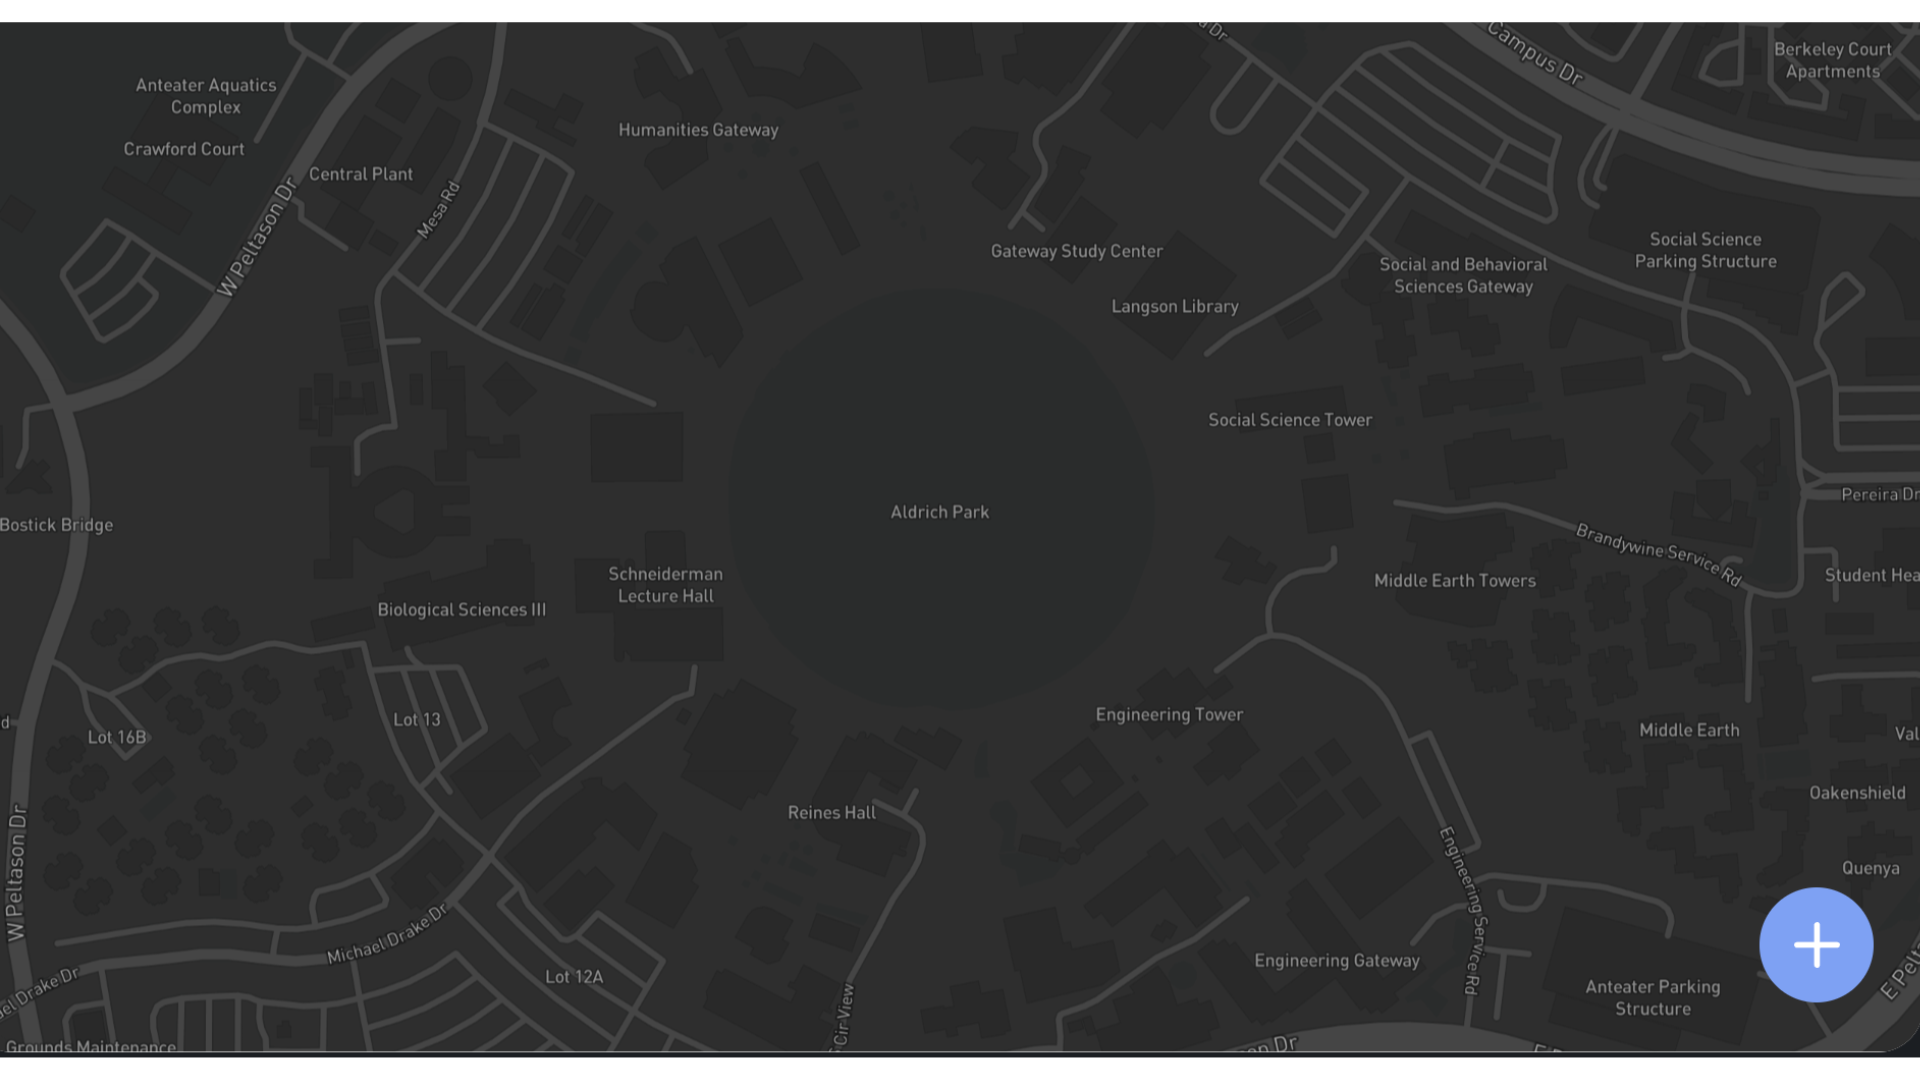 Campus Dr
Berkeley Court
Apartments
Anteater Aquatics
Complex
Humanities Gateway
Crawford Court
Central Plant
Mesa Rd
W Peltason Dr
Gateway Study Center
Social Science
Parking Structure
Social and Behavioral
Sciences Gateway
Langson Library
Social Science Tower
Aldrich Park
Pereira Dr
Bostick Bridge
Brandywine Service Rd
Schneiderman
Lecture Hall
Middle Earth Towers
Student Hea
Biological Sciences III
Engineering Tower
Lot 13
Lot 16B
Middle Earth
Val
Oakenshield
Reines Hall
W Peltason Dr
Engineering Service Rd
Quenya
Michael Drake Dr
Lot 12A
Engineering Gateway
el Drake Dr
Anteater Parking
Structure
E Pelt
Cir View
Grounds Maintenance
on Dr